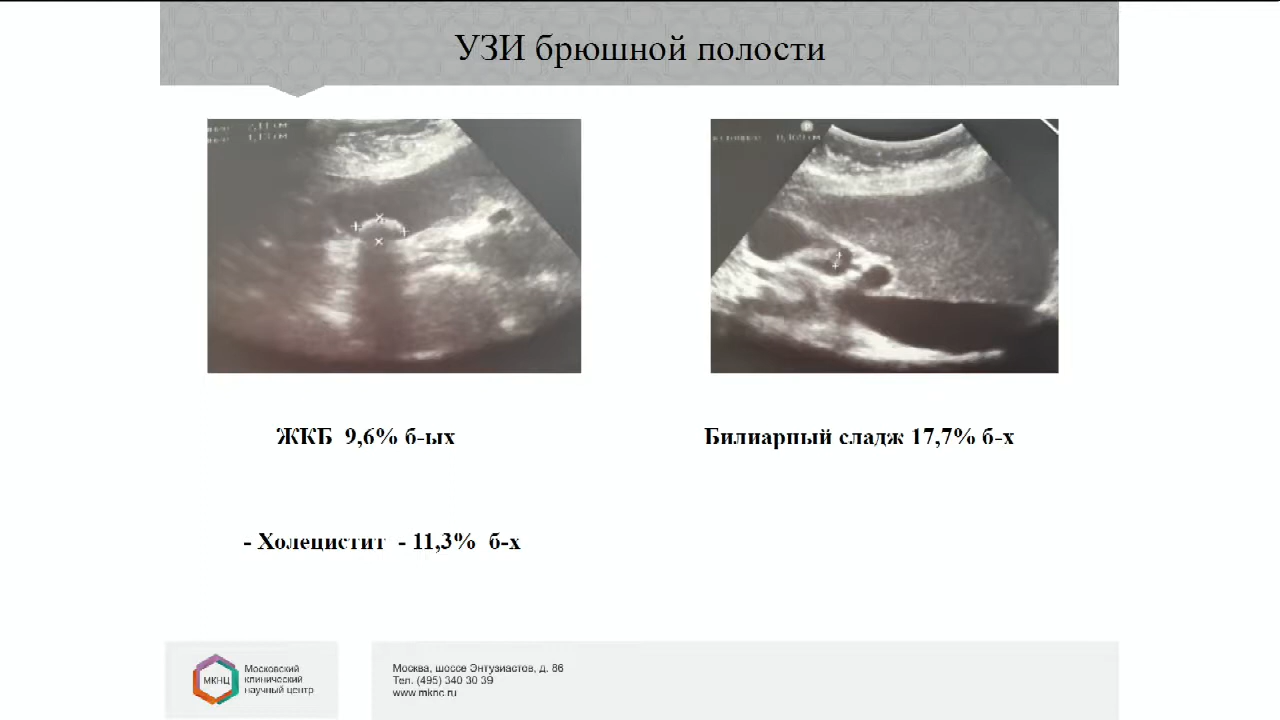 УЗИ брюшной полости
ЖКБ 9,6% б-ых
Билиарный сладж 17,7% б-х
- Холецистит - 11,3% б-х
МКНЦ
Московский
клинический
научный центр
Москва, шоссе Энтузиастов, д. 86
Тел. (495) 340 30 39
www.mknc.ru